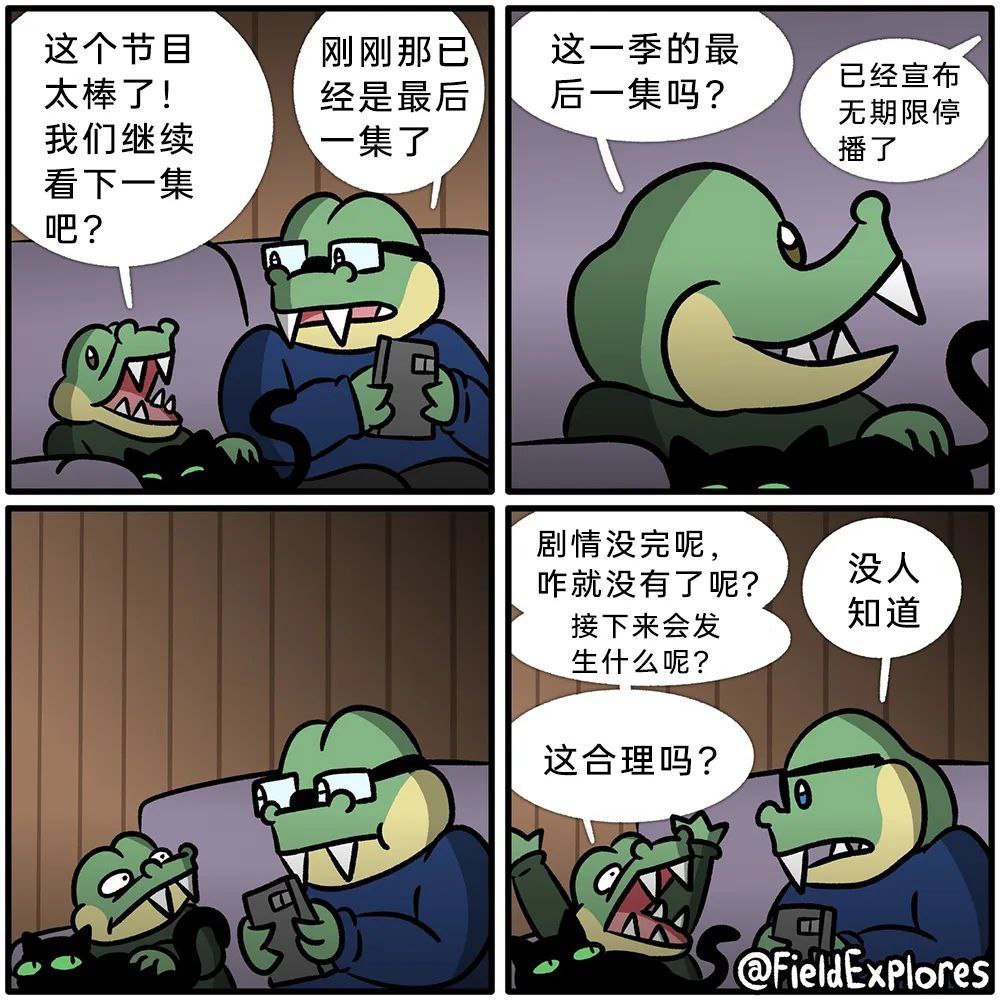 这个节目
太棒了！
我们继续
看下一集
吧？
刚刚那已
经是最后
一集了
这一季的最
后一集吗？
已经宣布
无期限停
播了
剧情没完呢，
咋就没有了呢？
接下来会发
生什么呢？
没人
知道
这合理吗？
@FieldExplores